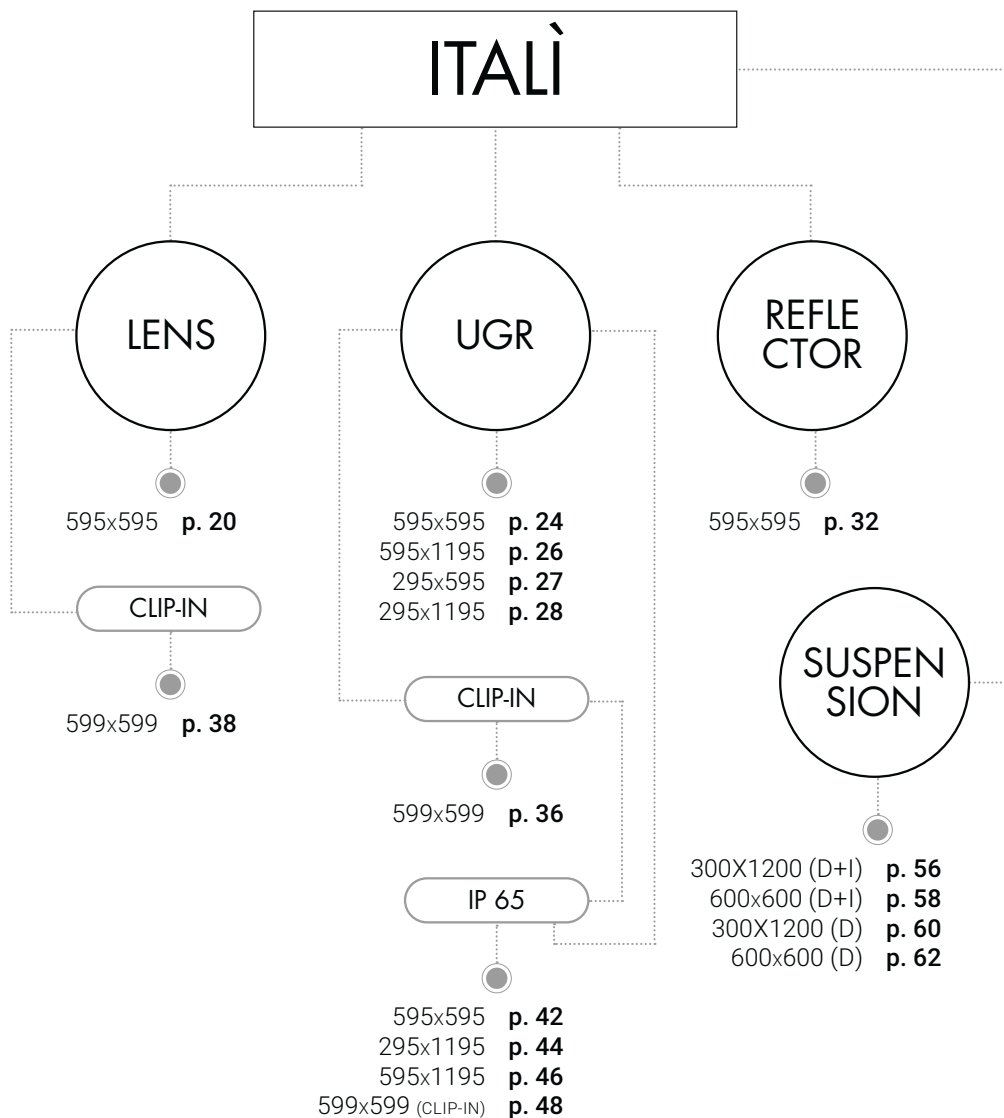 ITALÌ
LENS
595x595 p. 20
CLIP-IN
599x599 p. 38
UGR
595x595 p. 24
595x1195 p. 26
295x595 p. 27
295x1195 p. 28
CLIP-IN
599x599 p. 36
IP 65
595x595 p. 42
295x1195 p. 44
595x1195 p. 46
599x599 (CLIP-IN) p. 48
REFLE
CTOR
595x595 p. 32
SUSPEN
SION
300X1200 (D+I) p. 56
600x600 (D+I) p. 58
300X1200 (D) p. 60
600x600 (D) p. 62